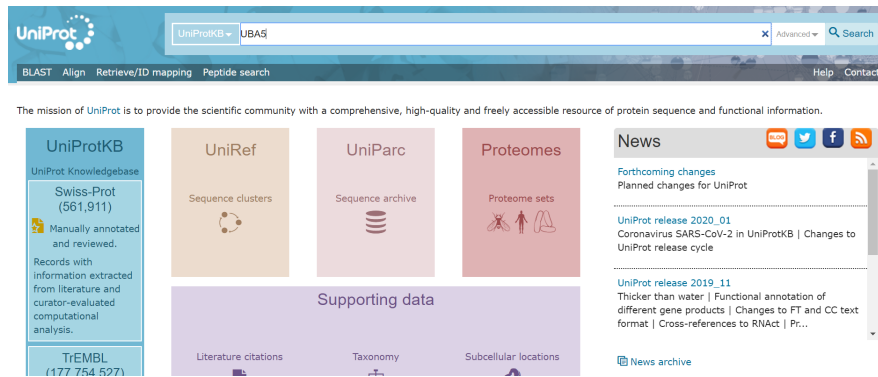 UniProt
UniProtKB
UBA5
Advanced
Search
BLAST Align Retrieve/ID mapping Peptide search
Help Contact
The mission of UniProt is to provide the scientific community with a comprehensive, high-quality and freely accessible resource of protein sequence and functional information.
UniProtKB
UniProt Knowledgebase
Swiss-Prot
(561,911)
Manually annotated
and reviewed.
Records with
information extracted
from literature and
curator-evaluated
computational
analysis.
TrEMBL
(177,754,527)
UniRef
Sequence clusters
UniParc
Sequence archive
Proteomes
Proteome sets
Supporting data
Literature citations
Taxonomy
Subcellular locations
News
BLOG
Forthcoming changes
Planned changes for UniProt
UniProt release 2020_01
Coronavirus SARS-CoV-2 in UniProtKB | Changes to
UniProt release cycle
UniProt release 2019_11
Thicker than water | Functional annotation of
different gene products | Changes to FT and CC text
format | Cross-references to RNAct | Pr...
News archive